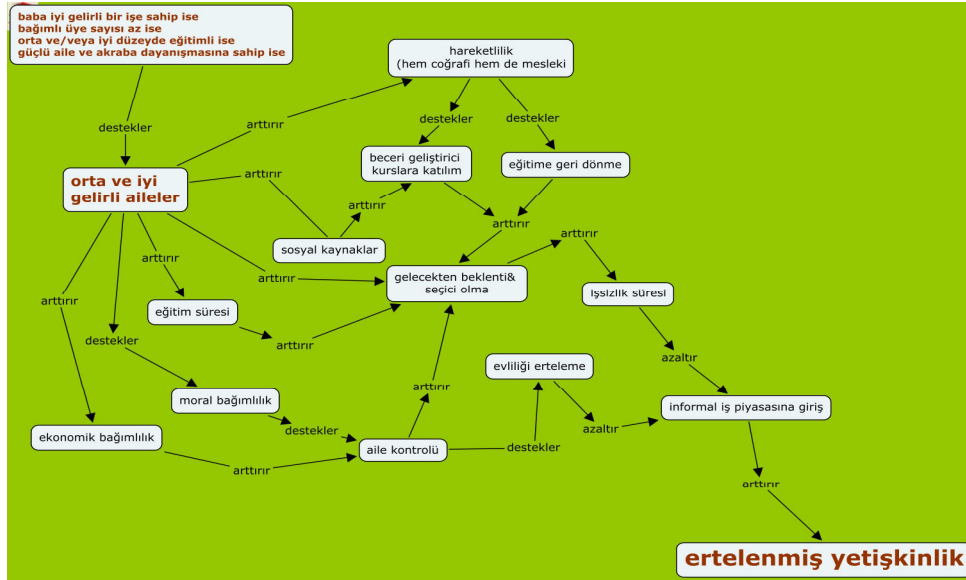 baba iyi gelirli bir işe sahip ise
bağımlı üye sayısı az ise
orta ve/veya iyi düzeyde eğitimli ise
güçlü aile ve akraba dayanışmasına sahip ise
hareketlilik
(hem coğrafi hem de mesleki
destekler
arttırır
destekler
destekler
beceri geliştirici
kurslara katılım
eğitime geri dönme
orta ve iyi
gelirli aileler
arttırır
arttırır
arttırır
arttırır
sosyal kaynaklar
arttırır
arttırır
gelecekten beklenti&
seçici olma
işsizlik süresi
arttırır
eğitim süresi
destekler
arttırır
azaltır
evliliği erteleme
arttırır
moral bağımlılık
informal iş piyasasına giriş
destekler
azaltır
ekonomik bağımlılık
aile kontrolü
destekler
arttırır
arttırır
ertelenmiş yetişkinlik